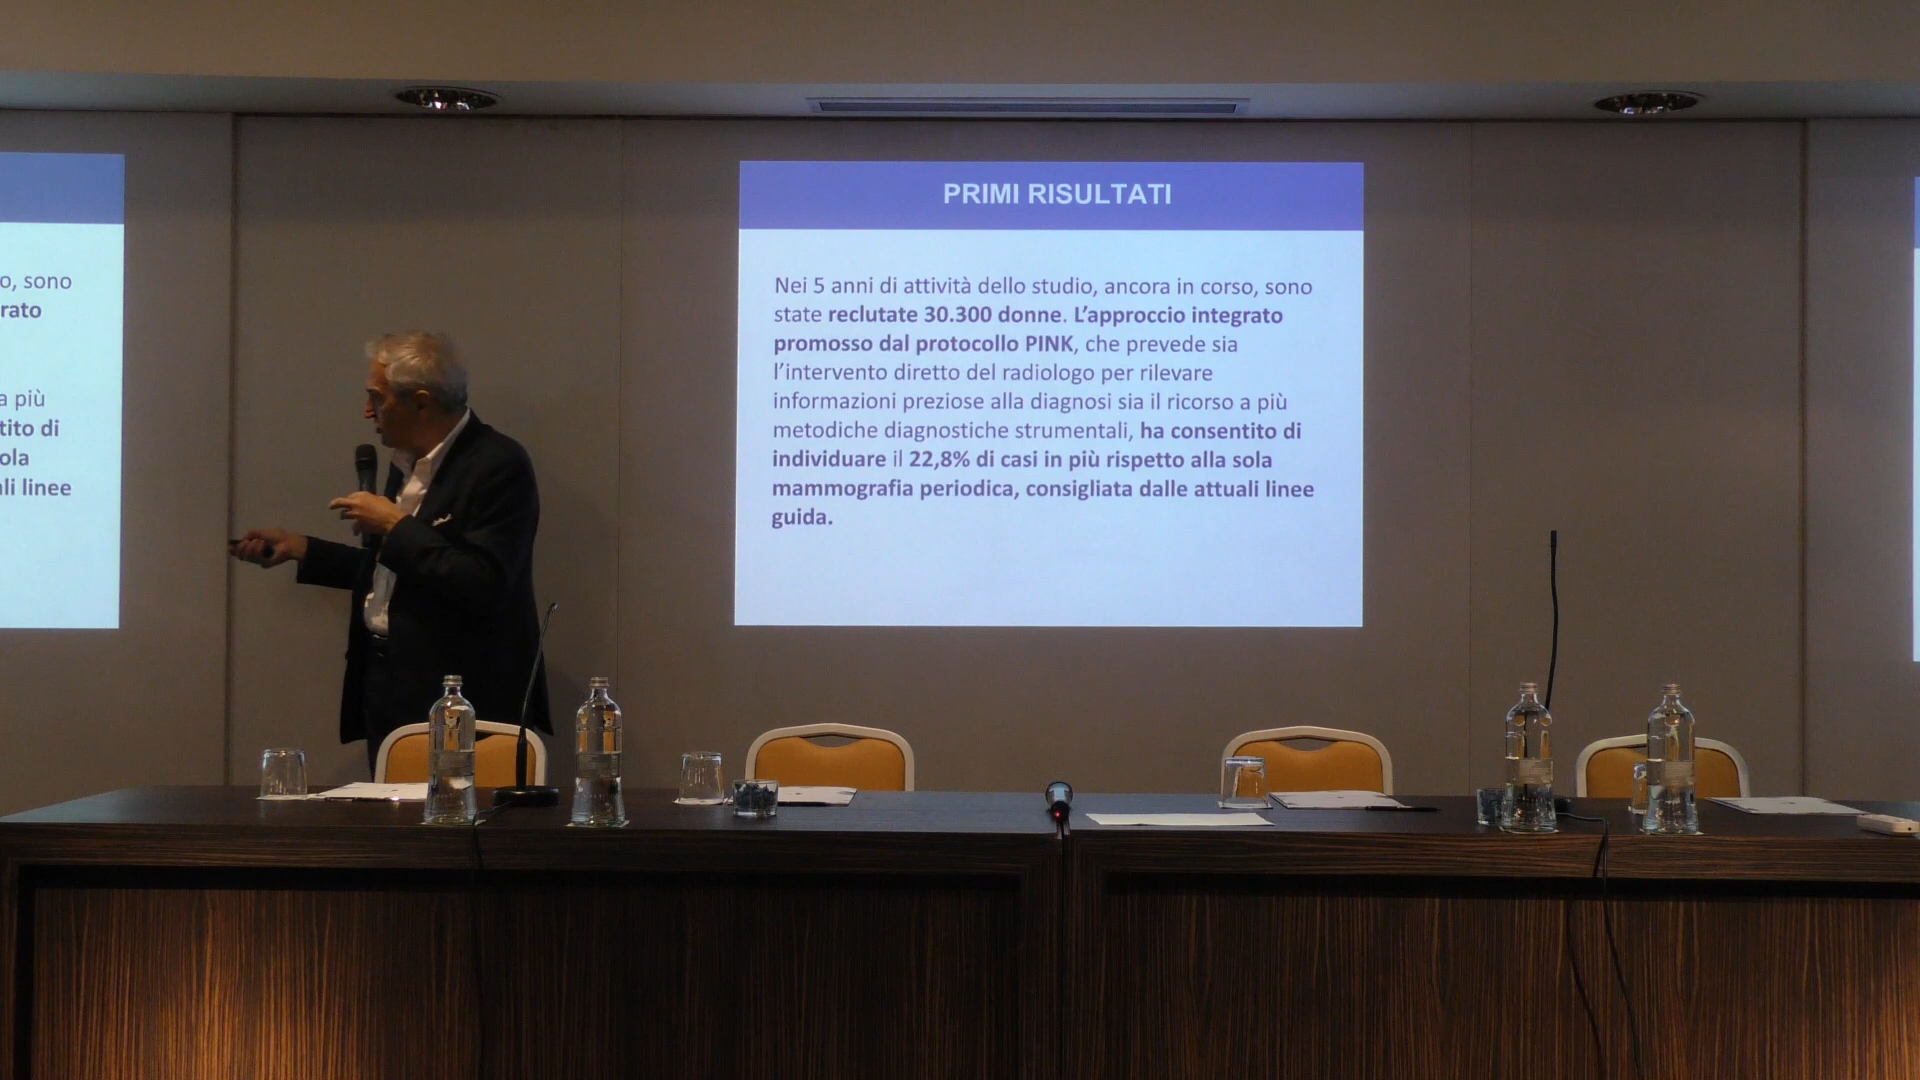 o, sono
rato
a più
tito di
ola
ali linee
PRIMI RISULTATI
Nei 5 anni di attività dello studio, ancora in corso, sono
state reclutate 30.300 donne. L'approccio integrato
promosso dal protocollo PINK, che prevede sia
l'intervento diretto del radiologo per rilevare
informazioni preziose alla diagnosi sia il ricorso a più
metodiche diagnostiche strumentali, ha consentito di
individuare il 22,8% di casi in più rispetto alla sola
mammografia periodica, consigliata dalle attuali linee
guida.